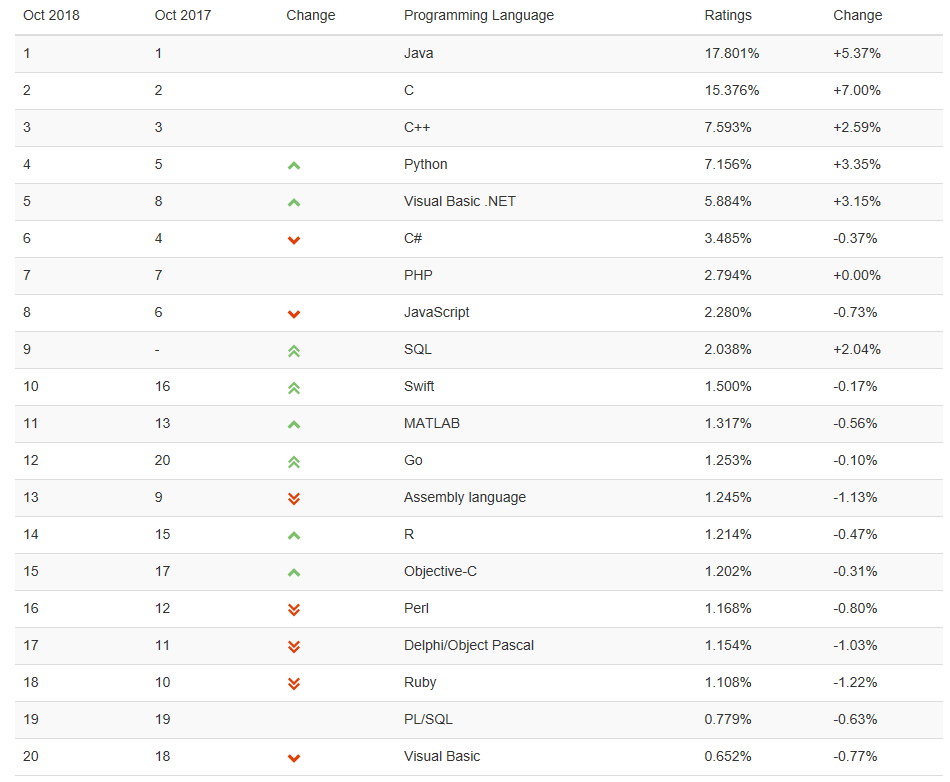 Oct 2018 Oct 2017 Change Programming Language Ratings Change
1 1 Java 17.801% +5.37%
2 2 C 15.376% +7.00%
3 3 C++ 7.593% +2.59%
4 5 Python 7.156% +3.35%
5 8 Visual Basic .NET 5.884% +3.15%
6 4 C# 3.485% -0.37%
7 7 PHP 2.794% +0.00%
8 6 JavaScript 2.280% -0.73%
9 - SQL 2.038% +2.04%
10 16 Swift 1.500% -0.17%
11 13 MATLAB 1.317% -0.56%
12 20 Go 1.253% -0.10%
13 9 Assembly language 1.245% -1.13%
14 15 R 1.214% -0.47%
15 17 Objective-C 1.202% -0.31%
16 12 Perl 1.168% -0.80%
17 11 Delphi/Object Pascal 1.154% -1.03%
18 10 Ruby 1.108% -1.22%
19 19 PL/SQL 0.779% -0.63%
20 18 Visual Basic 0.652% -0.77%